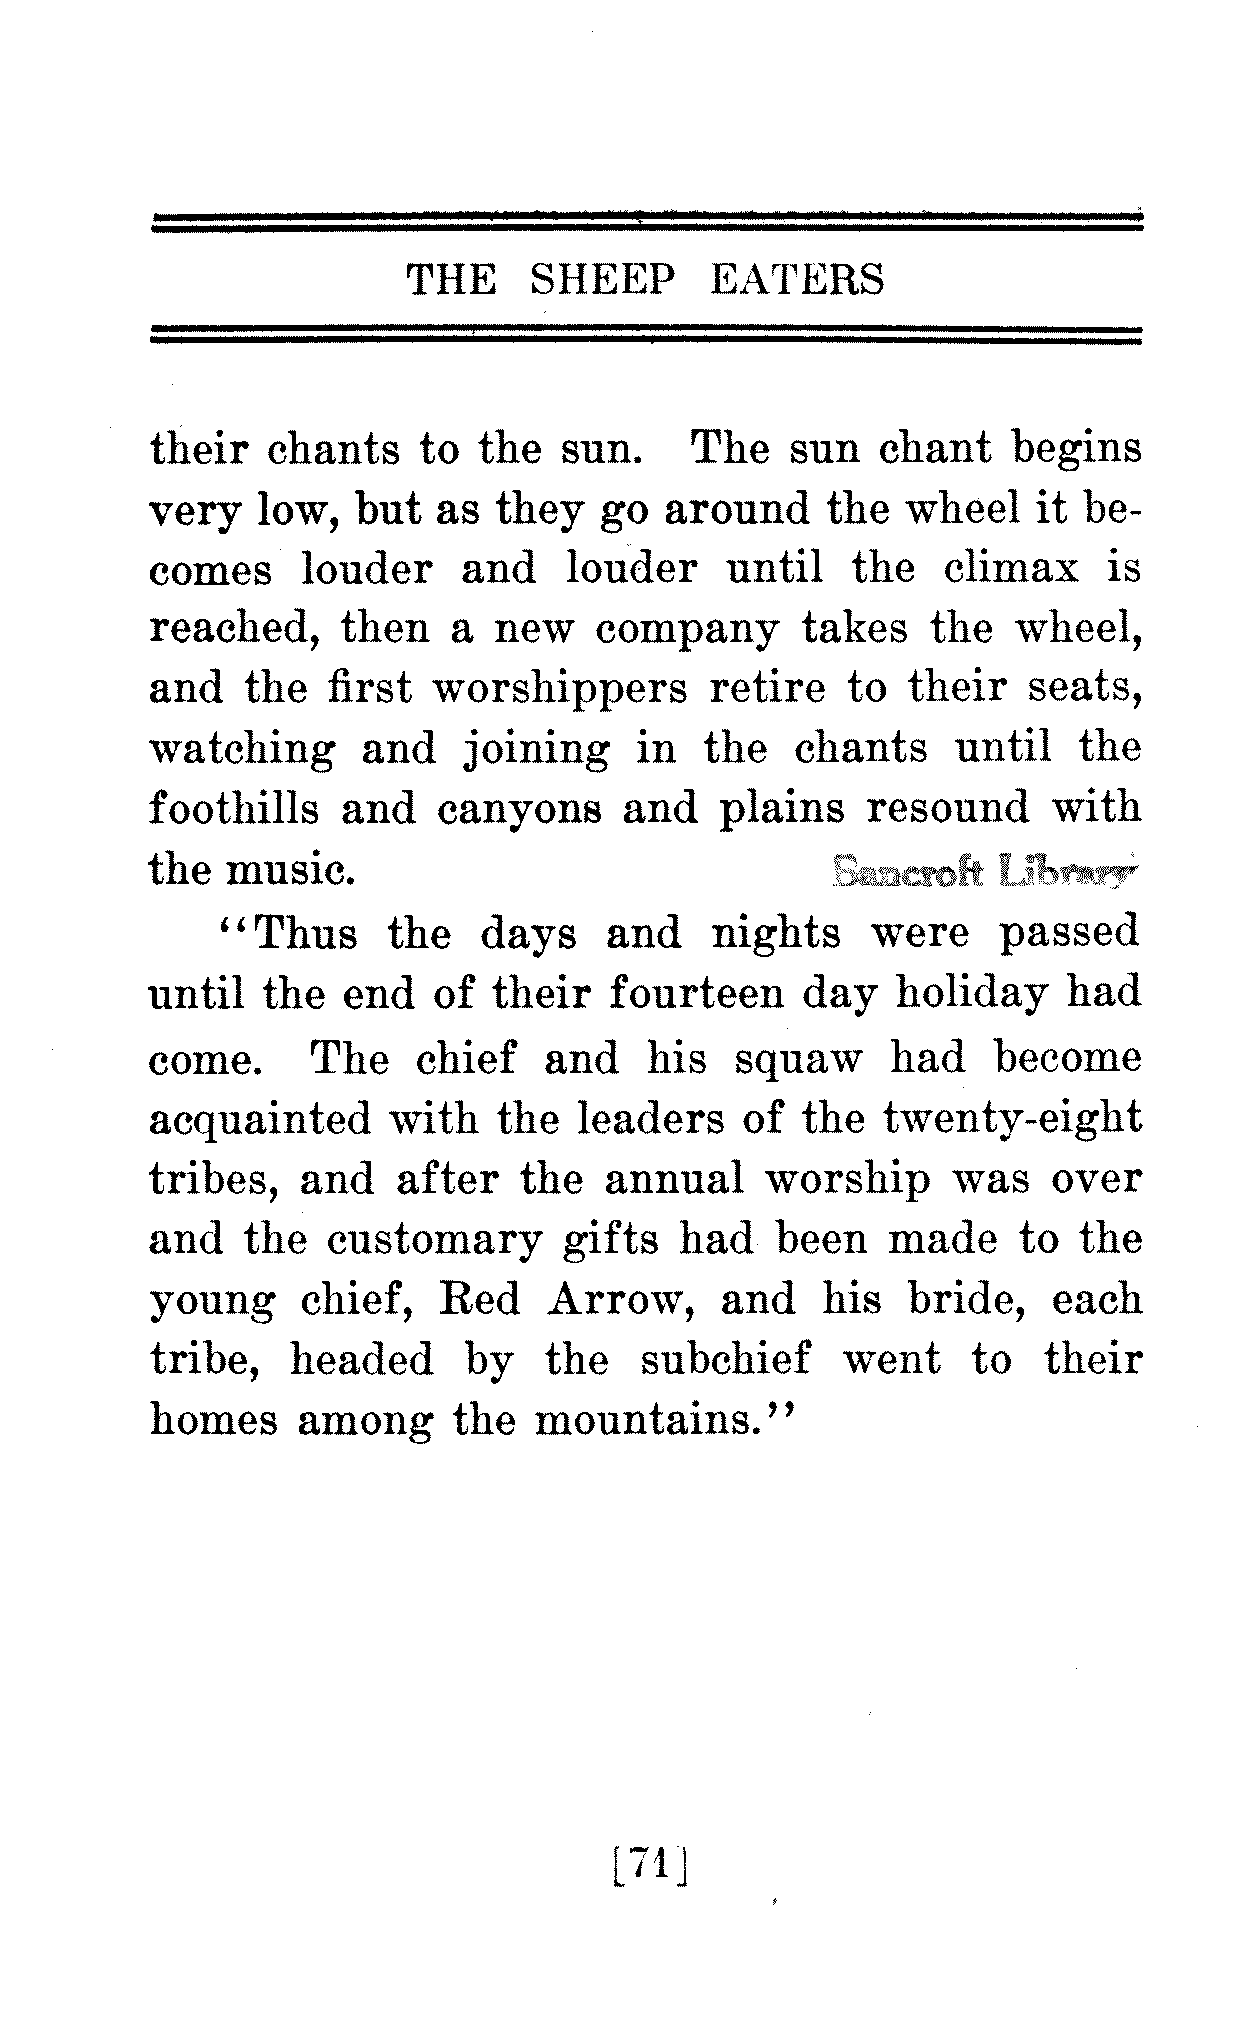 THE SHEEP EATERS
their chants to the sun. The sun chant begins
very low, but as they go around the wheel it be-
comes louder and louder until the climax is
reached, then a new company takes the wheel,
and the first worshippers retire to their seats,
watching and joining in the chants until the
foothills and canyons and plains resound with
the music. Bancroft Library
‘‘Thus the days and nights were passed
until the end of their fourteen day holiday had
come. The chief and his squaw had become
acquainted with the leaders of the twenty-eight
tribes, and after the annual worship was over
and the customary gifts had been made to the
young chief, Red Arrow, and his bride, each
tribe, headed by the subchief went to their
homes among the mountains.’’
[71]